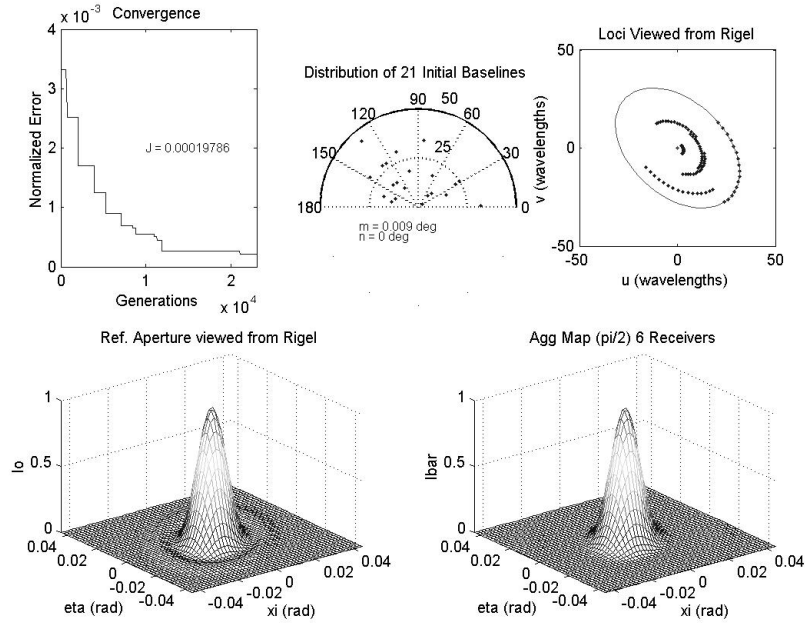 x 10^-3
Convergence
4
3
2
1
0
Normalized Error
J = 0.00019786
0
1
2
Generations
x 10^4
Distribution of 21 Initial Baselines
90
50
120
60
150
25
30
180
0
m = 0.009 deg
n = 0 deg
Loci Viewed from Rigel
50
0
-50
v (wavelengths)
-50
0
50
u (wavelengths)
Ref. Aperture viewed from Rigel
1
0.5
0
Io
0.04
0.02
0
-0.02
-0.04
eta (rad)
-0.04
-0.02
0
0.02
0.04
xi (rad)
Agg Map (pi/2) 6 Receivers
1
0.5
0
Ibar
0.04
0.02
0
-0.02
-0.04
eta (rad)
-0.04
-0.02
0
0.02
0.04
xi (rad)